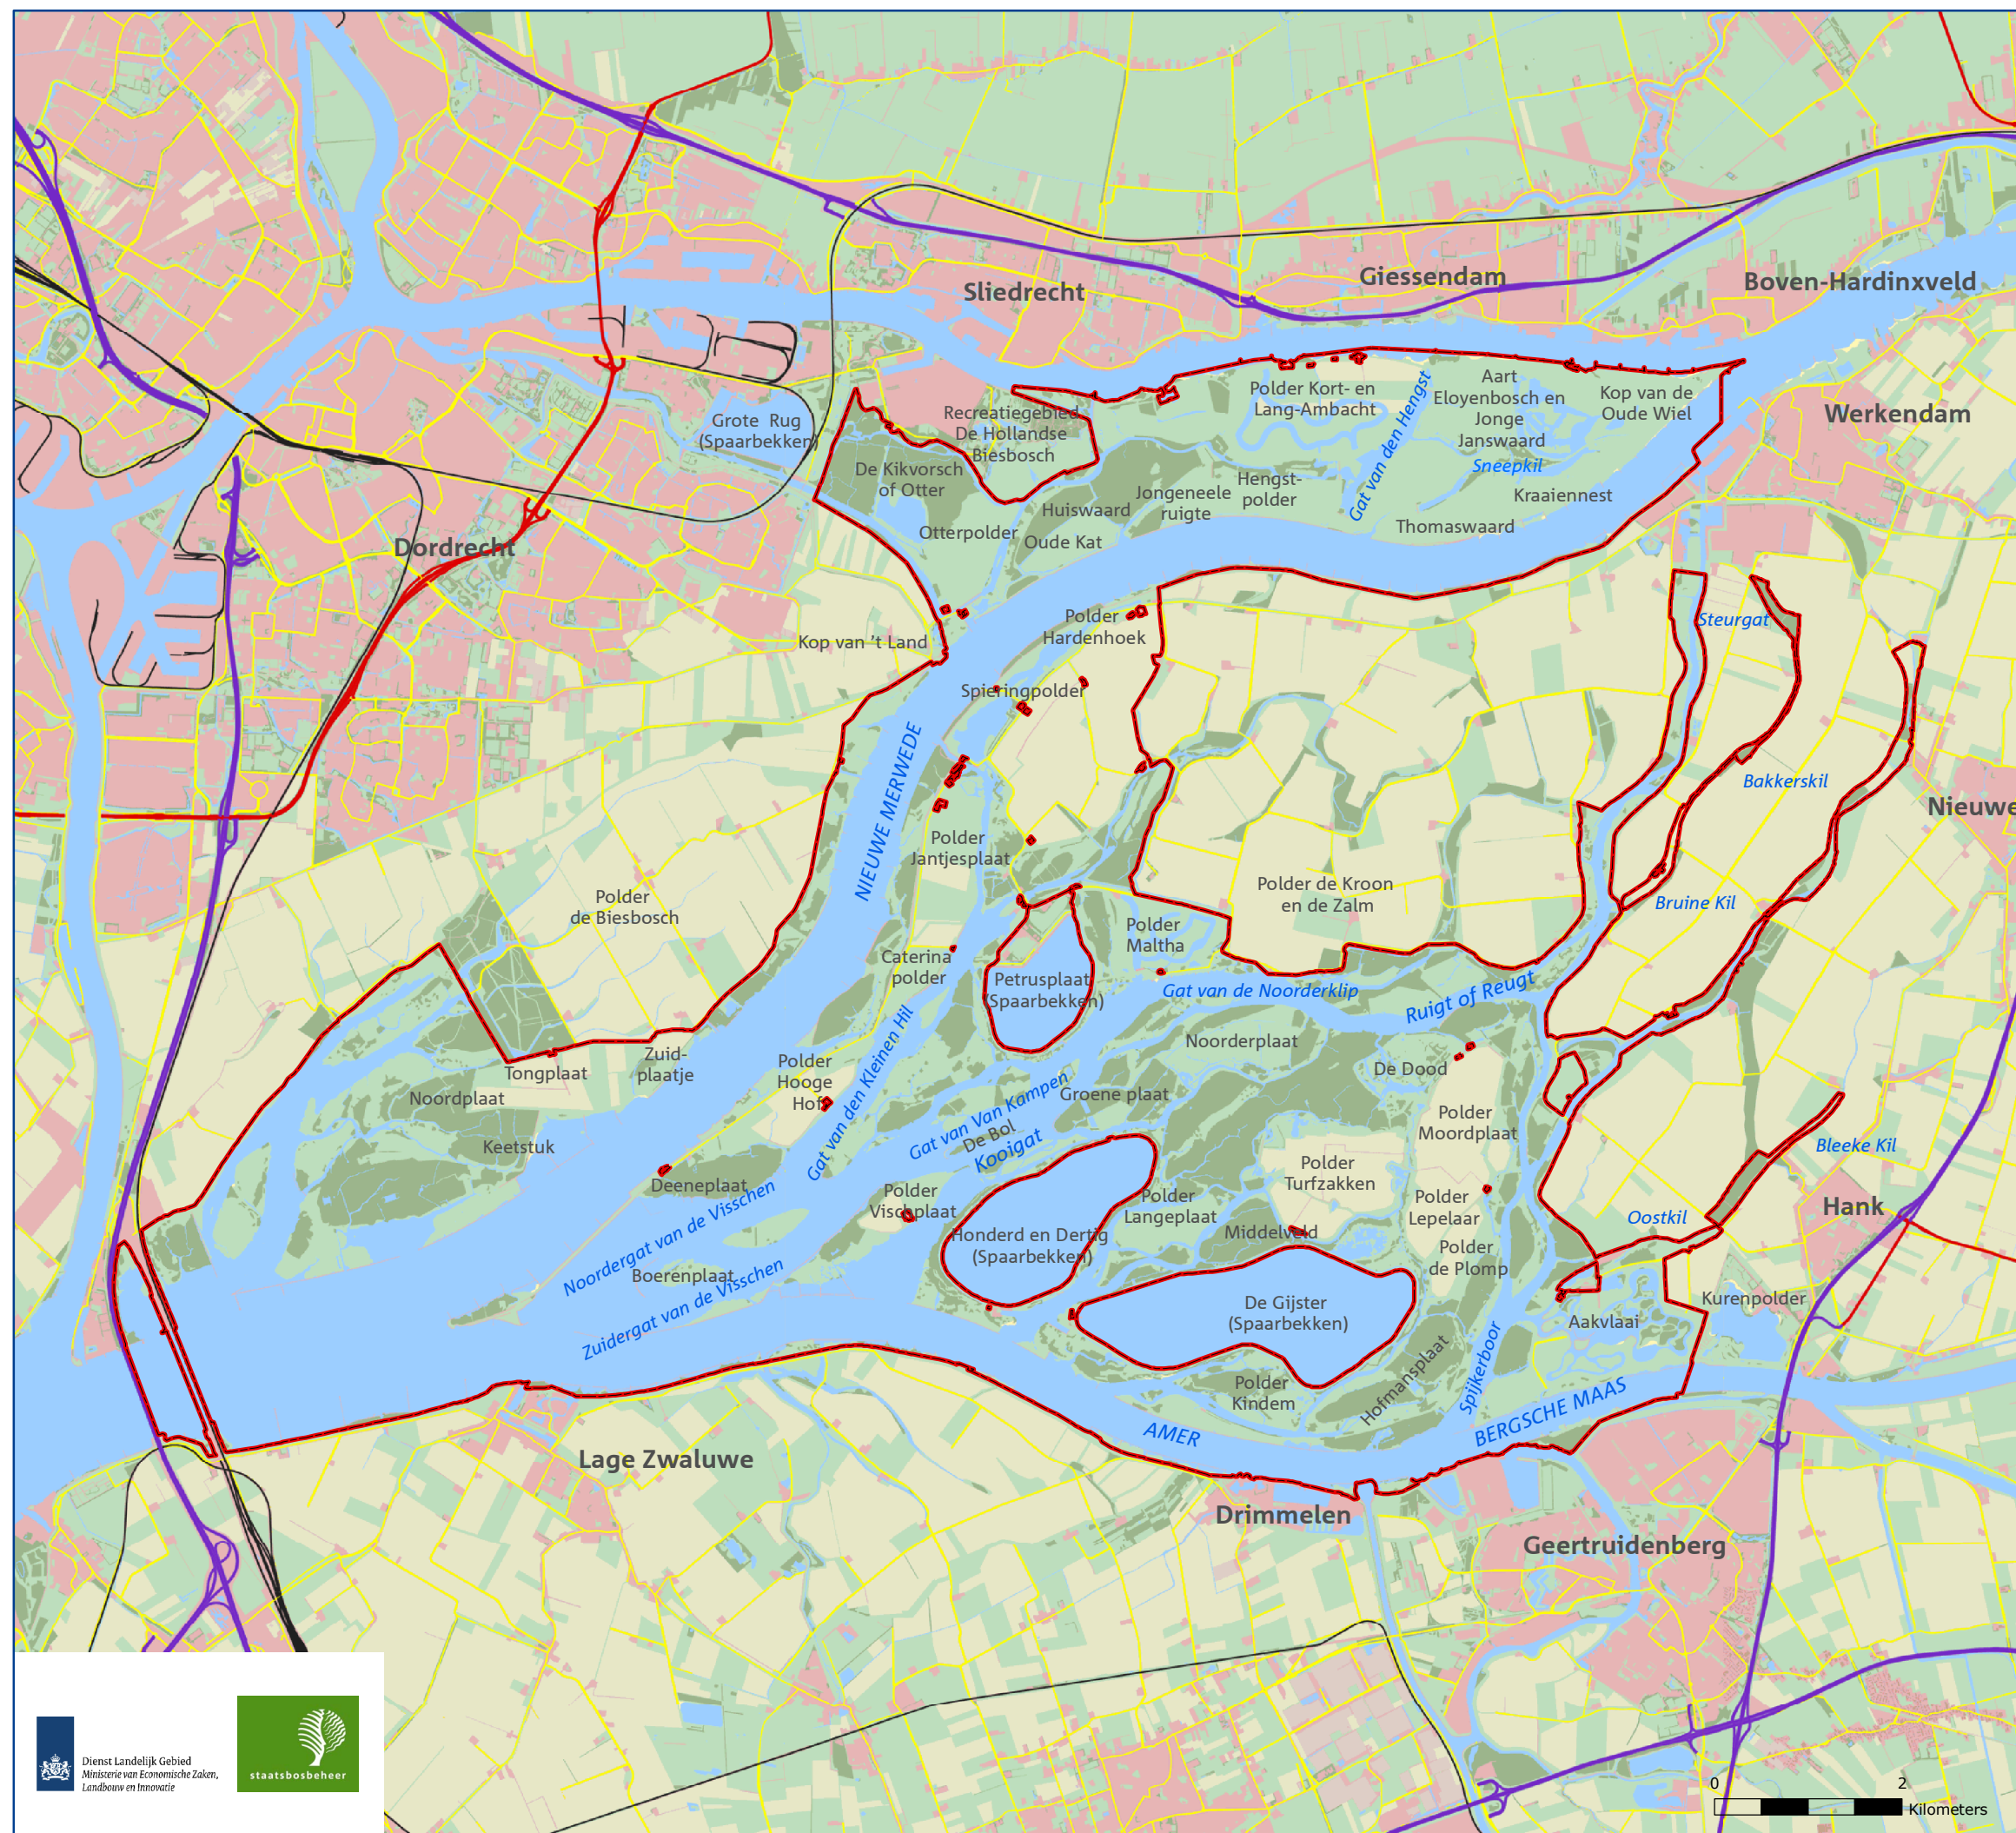 Giessendam
Boven-Hardinxveld
Sliedrecht
Polder Kort- en
Lang-Ambacht
Gat van den Hengst
Aart
Eloyenbosch en
Jonge
Janswaard
Kop van de
Oude Wiel
Werkendam
Grote Rug
(Spaarbekken)
Recreatiegebied
De Hollandse
Biesbosch
De Kikvorsch
of Otter
Sneepkil
Hengst-
polder
Jongeneele
ruigte
Kraaiennest
Huiswaard
Thomaswaard
Otterpolder
Oude Kat
Dordrecht
Polder
Hardenhoek
Steurgat
Kop van 't Land
Spieringpolder
NIEUWE MERWEDE
Bakkerskil
Nieuwe
Polder
Jantjesplaat
Polder
de Biesbosch
Polder de Kroon
en de Zalm
Bruine Kil
Polder
Maltha
Caterina
polder
Petrusplaat
(Spaarbekken)
Gat van de Noorderklip
Ruigt of Reugt
Noorderplaat
Zuid-
plaatje
Tongplaat
Polder
Hooge
Hof
Gat van den Kleinen Hil
De Dood
Noordplaat
Gat van Van Kampen
Groene plaat
Polder
Moordplaat
De Bol
Kooigat
Keetstuk
Bleeke Kil
Deeneplaat
Polder
Turfzakken
Polder
Vischplaat
Polder
Langeplaat
Polder
Lepelaar
Hank
Oostkil
Noordergat van de Visschen
Honderd en Dertig
(Spaarbekken)
Middelveld
Polder
de Plomp
Boerenplaat
Zuidergat van de Visschen
De Gijster
(Spaarbekken)
Kurenpolder
Aakvlaai
Spijkerboor
Hofmansplaat
Polder
Kindem
BERGSCHE MAAS
AMER
Lage Zwaluwe
Drimmelen
Geertruidenberg
Dienst Landelijk Gebied
Ministerie van Economische Zaken,
Landbouw en Innovatie
staatsbosbeheer
0 2
Kilometers